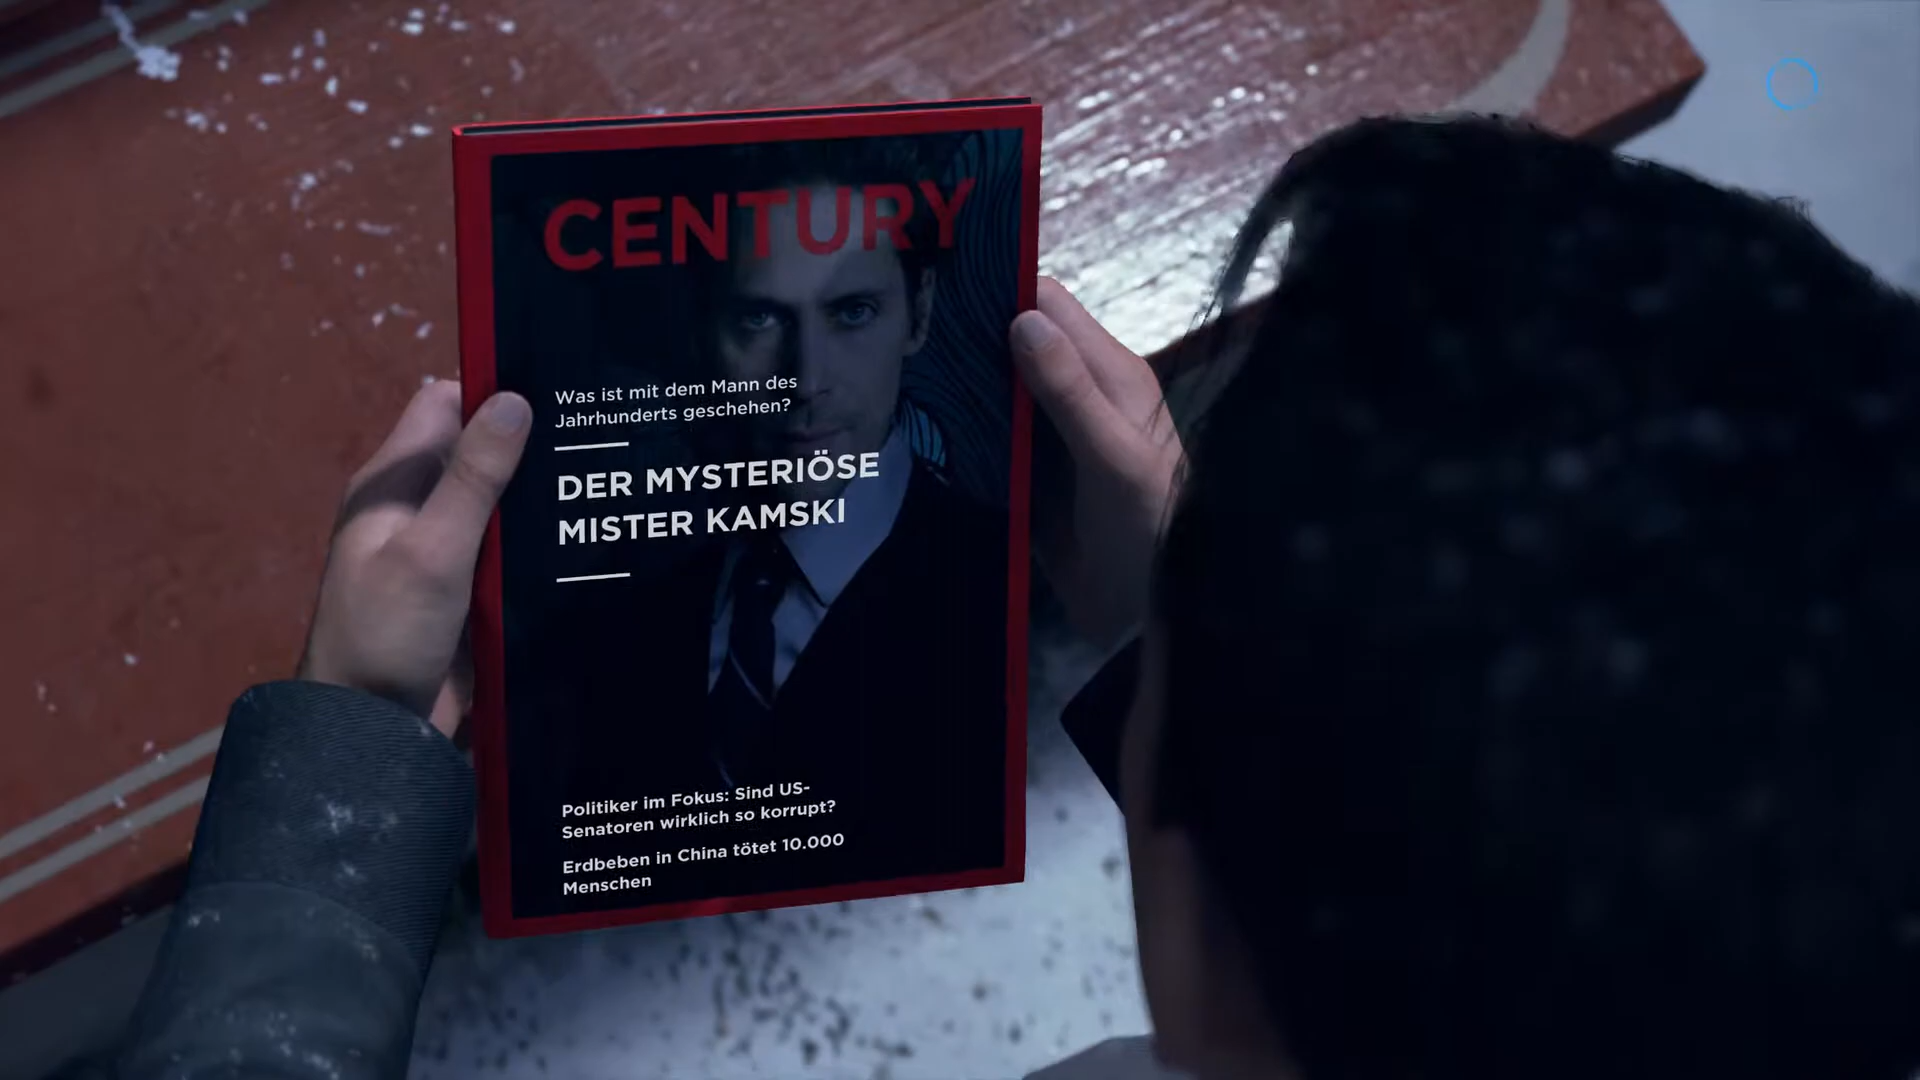 CENTURY
Was ist mit dem Mann des
Jahrhunderts geschehen?
DER MYSTERIÖSE
MISTER KAMSKI
Politiker im Fokus: Sind US-
Senatoren wirklich so korrupt?
Erdbeben in China tötet 10.000
Menschen